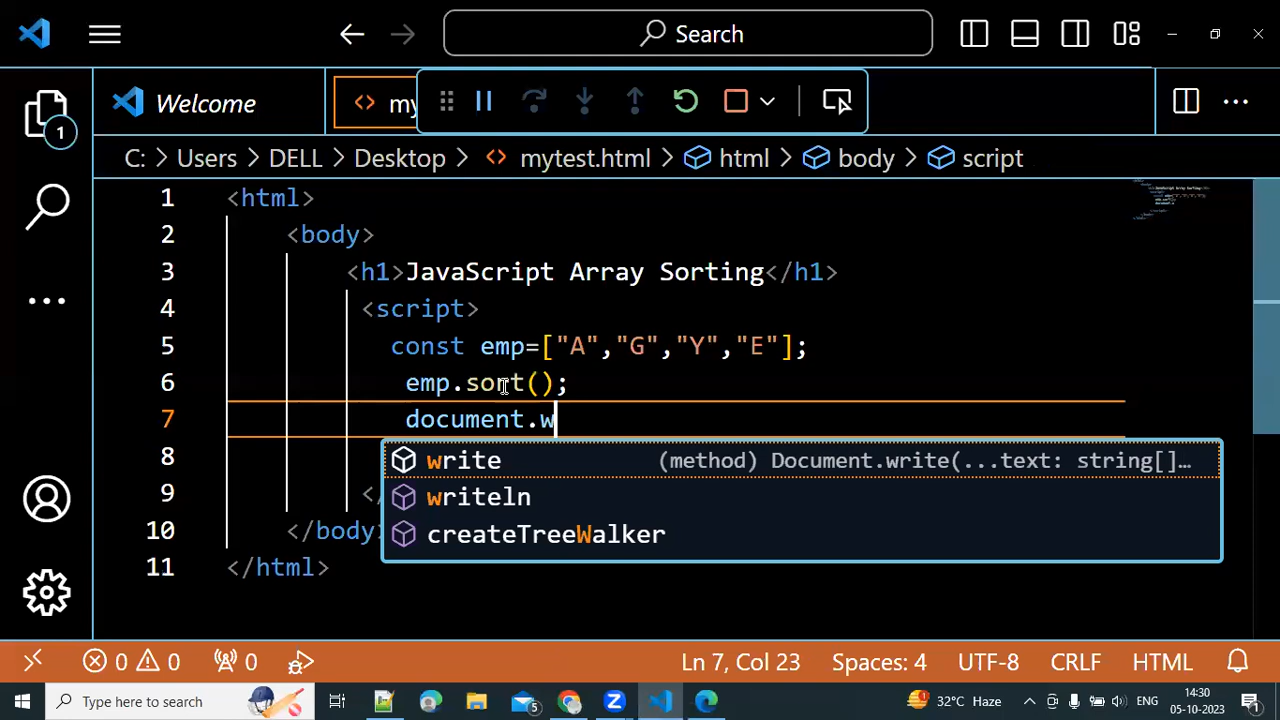 Search
Welcome
my
1
C: > Users > DELL > Desktop > mytest.html > html > body > script
1 <html>
2 <body>
3 <h1>JavaScript Array Sorting</h1>
4 <script>
5 const emp=["A","G","Y","E"];
6 emp.sort();
7 document.w
8 write (method) Document.write(...text: string[]…
9 </ writeln
10 </body> createTreeWalker
11 </html>
0 0 0 Ln 7, Col 23 Spaces: 4 UTF-8 CRLF HTML
Type here to search 5 1 32°C Haze ENG 14:30
05-10-2023 1